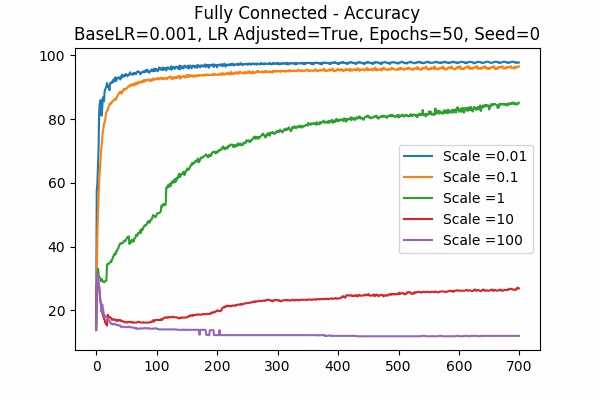 Fully Connected - Accuracy
BaseLR=0.001, LR Adjusted=True, Epochs=50, Seed=0
100
80
60
40
20
Scale =0.01
Scale =0.1
Scale =1
Scale =10
Scale =100
0 100 200 300 400 500 600 700